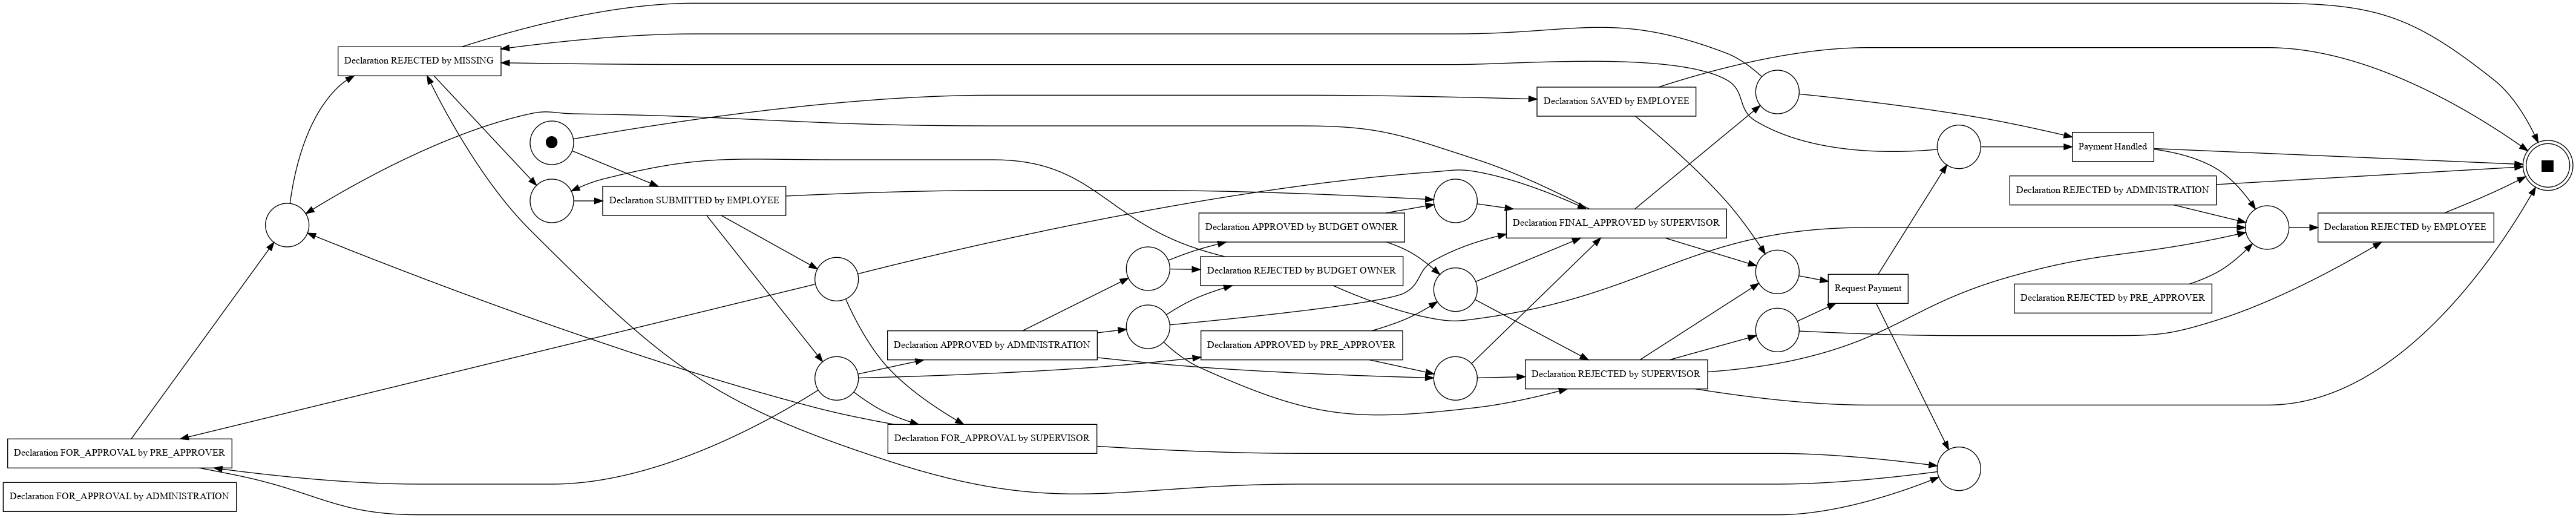 Declaration REJECTED by MISSING
Declaration SAVED by EMPLOYEE
Payment Handled
Declaration REJECTED by ADMINISTRATION
Declaration SUBMITTED by EMPLOYEE
Declaration FINAL_APPROVED by SUPERVISOR
Declaration APPROVED by BUDGET OWNER
Declaration REJECTED by EMPLOYEE
Declaration REJECTED by BUDGET OWNER
Request Payment
Declaration REJECTED by PRE_APPROVER
Declaration APPROVED by ADMINISTRATION
Declaration APPROVED by PRE_APPROVER
Declaration REJECTED by SUPERVISOR
Declaration FOR_APPROVAL by SUPERVISOR
Declaration FOR_APPROVAL by PRE_APPROVER
Declaration FOR_APPROVAL by ADMINISTRATION